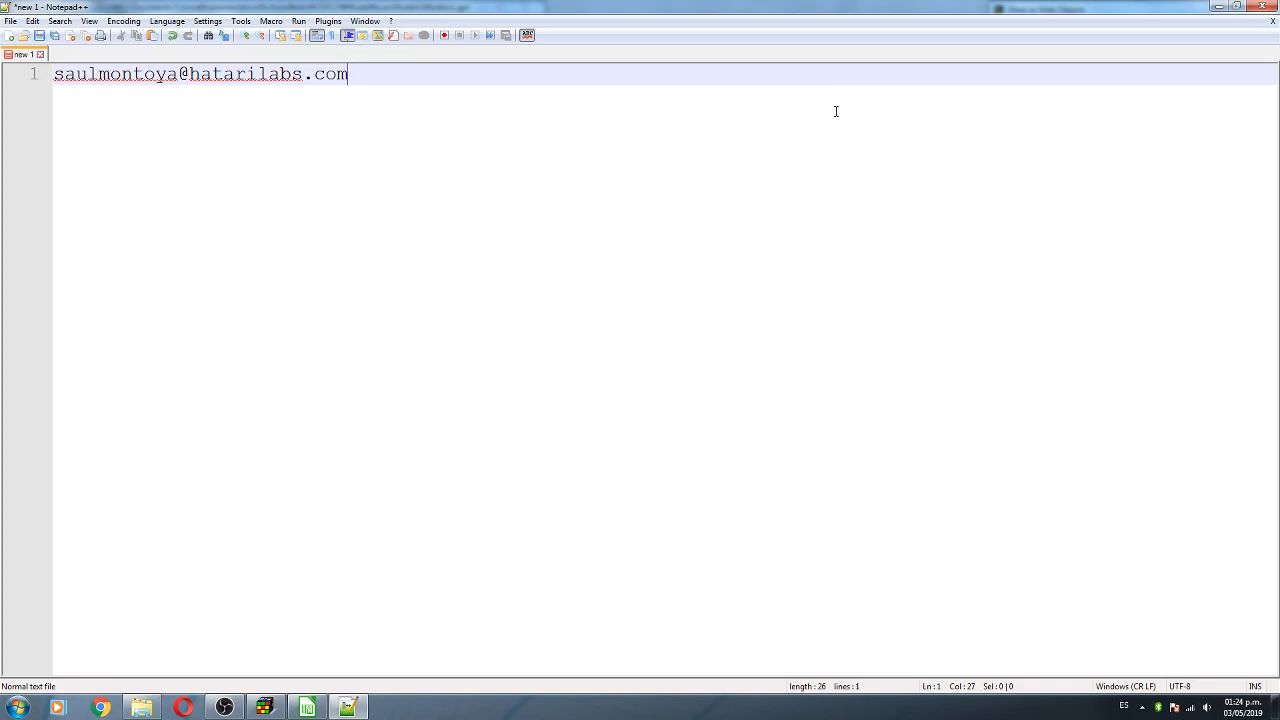 *new 1 - Notepad++
File Edit Search View Encoding Language Settings Tools Macro Run Plugins Window ? X
new 1
1 saulmontoya@hatarilabs.com
Normal text file length : 26 lines : 1 Ln : 1 Col : 27 Sel : 0 | 0 Windows (CR LF) UTF-8 INS
ES 01:24 p.m.
03/05/2019